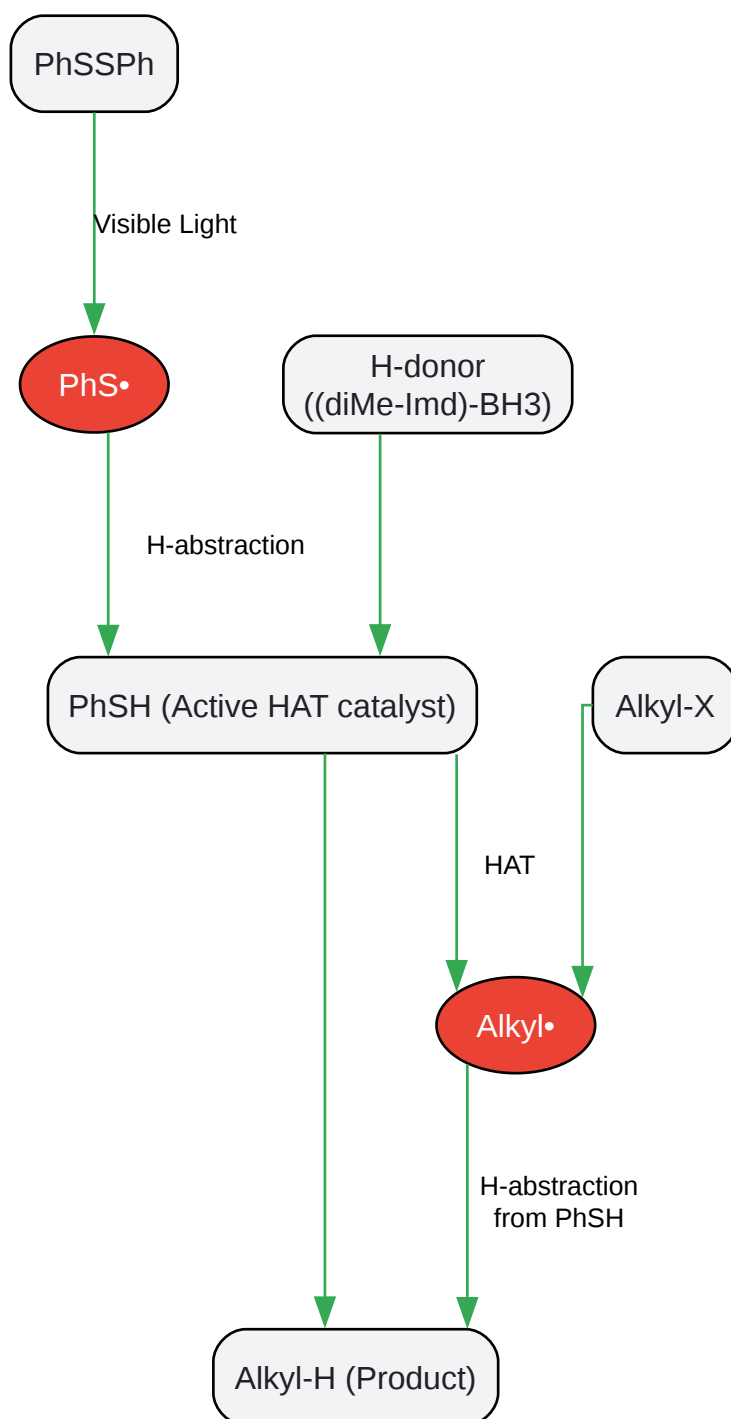 PhSSPh
Visible Light
PhS•
H-donor
((diMe-Imd)-BH3)
H-abstraction
PhSH (Active HAT catalyst)
Alkyl-X
HAT
Alkyl•
H-abstraction
from PhSH
Alkyl-H (Product)